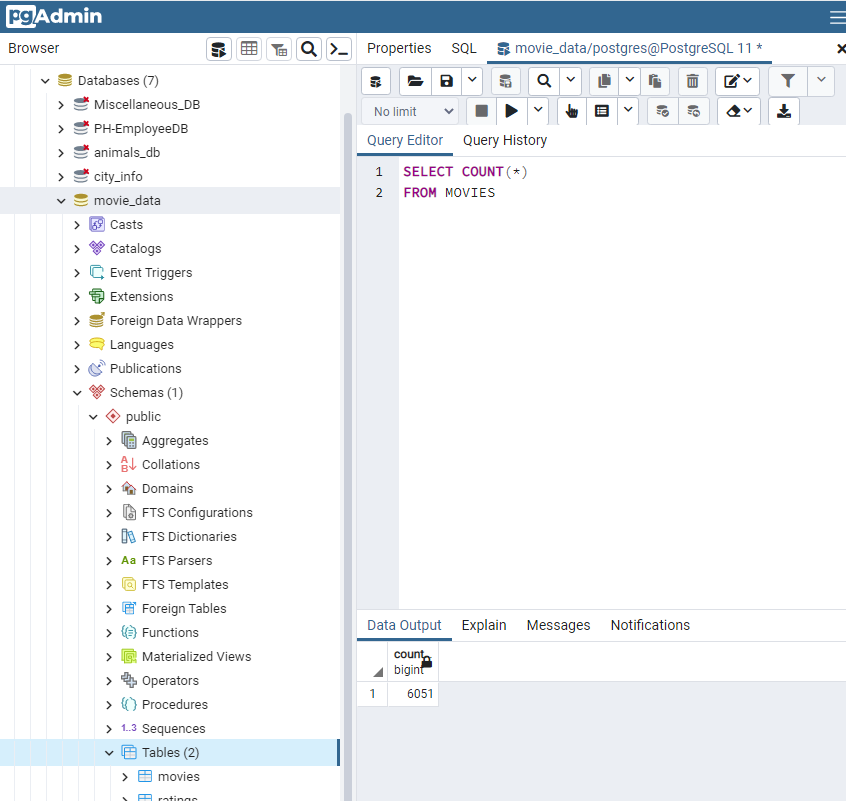 pgAdmin
Browser
Properties
SQL
movie_data/postgres@PostgreSQL 11 *
Databases (7)
Miscellaneous_DB
PH-EmployeeDB
animals_db
city_info
movie_data
Casts
Catalogs
Event Triggers
Extensions
Foreign Data Wrappers
Languages
Publications
Schemas (1)
public
Aggregates
Collations
Domains
FTS Configurations
FTS Dictionaries
Aa FTS Parsers
FTS Templates
Foreign Tables
Functions
Materialized Views
Operators
Procedures
1..3 Sequences
Tables (2)
movies
ratings
No limit
Query Editor
Query History
1 SELECT COUNT(*)
2 FROM MOVIES
Data Output
Explain
Messages
Notifications
count
bigint
1 6051